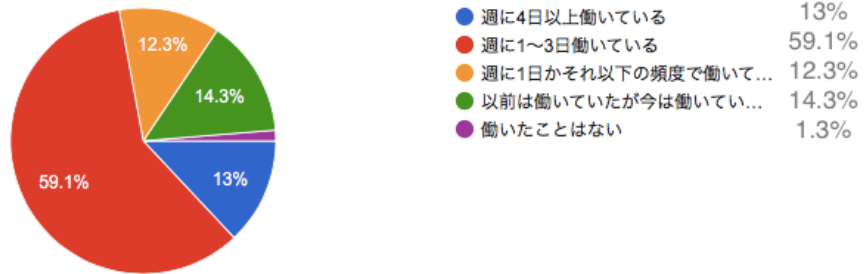 12.3%
14.3%
59.1%
13%
週に4日以上働いている 13%
週に1〜3日働いている 59.1%
週に1日かそれ以下の頻度で働いて... 12.3%
以前は働いていたが今は働いてい... 14.3%
働いたことはない 1.3%